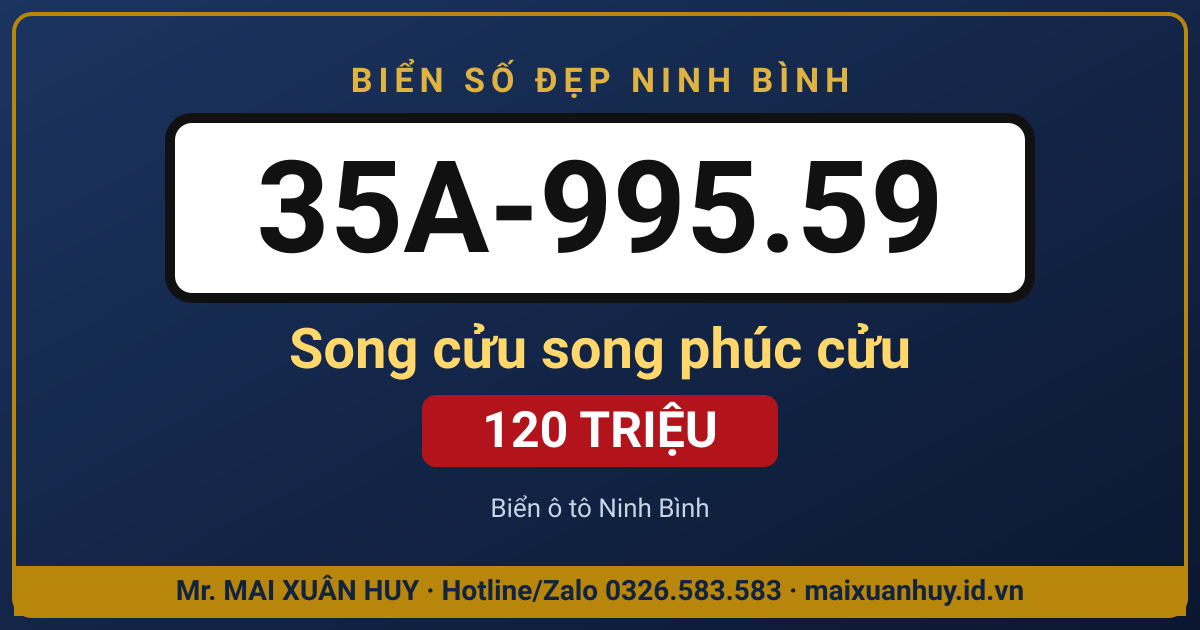 BIỂN SỐ ĐẸP NINH BÌNH
35A-995.59
Song cửu song phúc cửu
120 TRIỆU
Biển ô tô Ninh Bình
Mr. MAI XUÂN HUY · Hotline/Zalo 0326.583.583 · maixuanhuy.id.vn